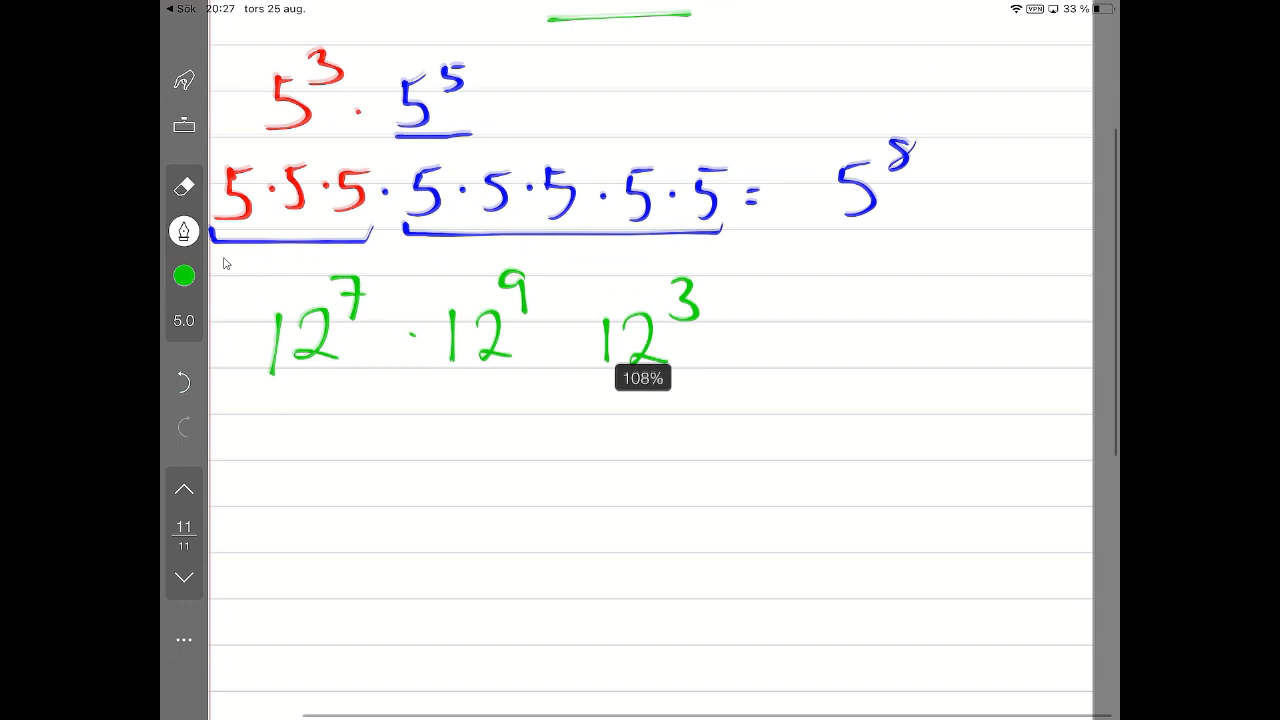 Sök 20:27 tors 25 aug. VPN 33 %
5³ · 5⁵
5·5·5·5·5·5·5·5 = 5⁸
12⁷ · 12⁹ 12³
5.0
108%
11
11